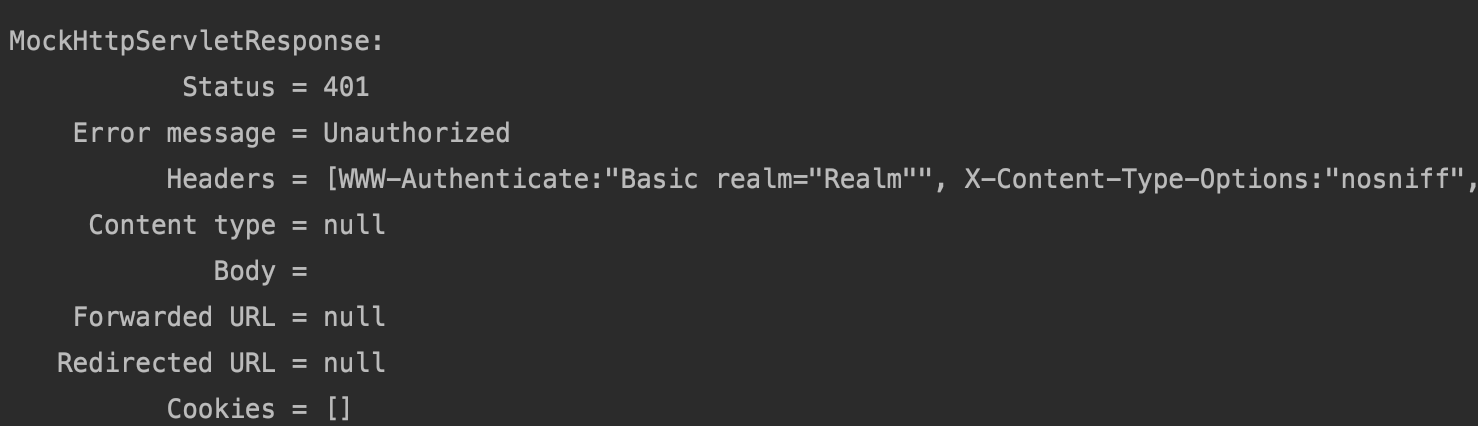 MockHttpServletResponse:
Status = 401
Error message = Unauthorized
Headers = [WWW-Authenticate:"Basic realm="Realm"", X-Content-Type-Options:"nosniff",
Content type = null
Body =
Forwarded URL = null
Redirected URL = null
Cookies = []